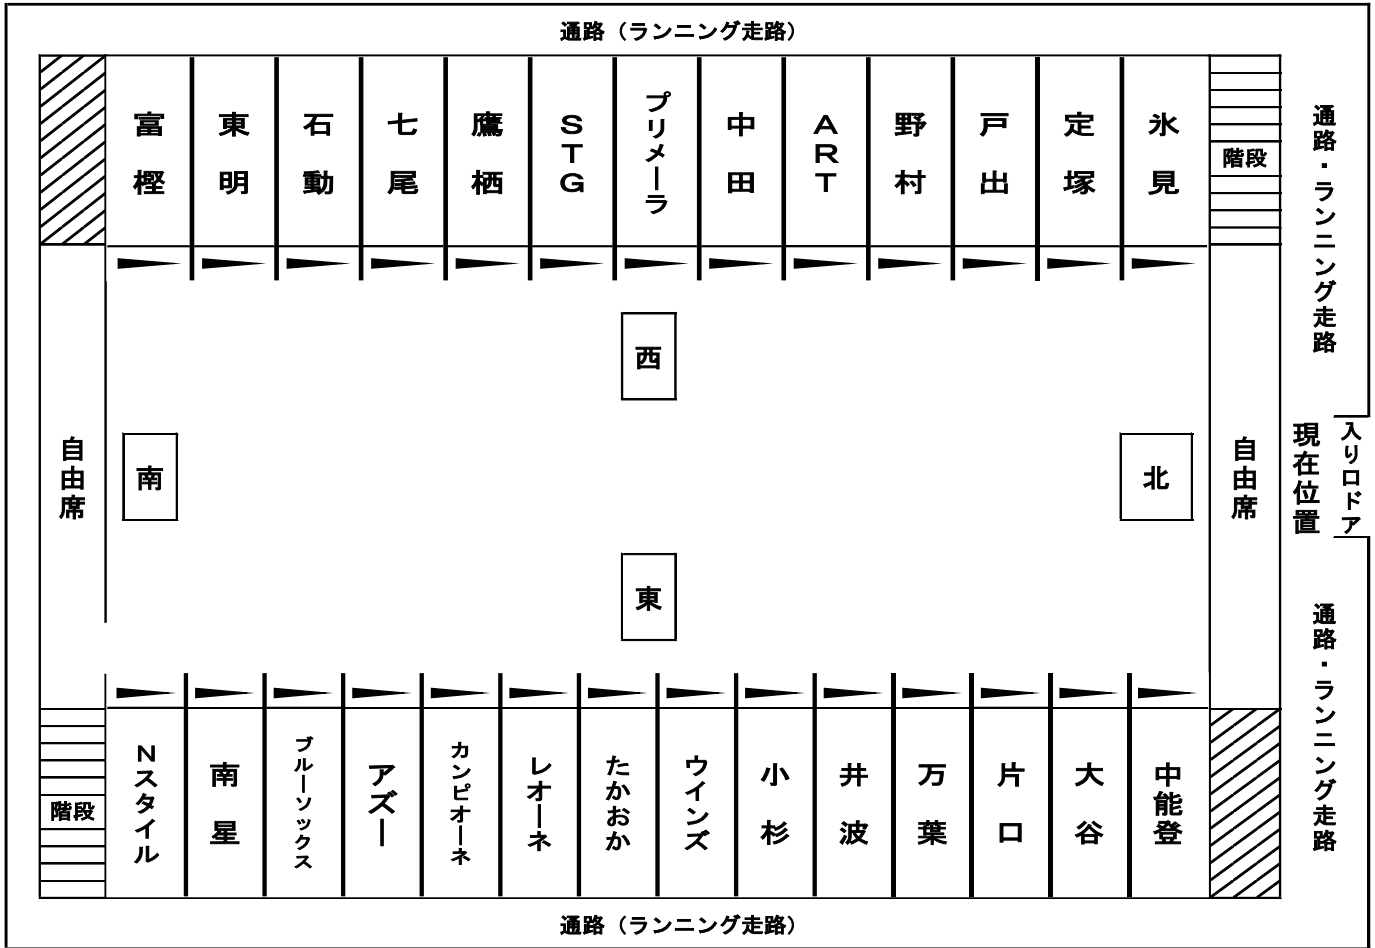 通路（ランニング走路）
富樫
東明
石動
七尾
鷹栖
STG
プリメーラ
中田
ART
野村
戸出
定塚
氷見
階段
通路・ランニング走路
西
自由席
南
北
自由席
現在位置
入り口ドア
東
通路・ランニング走路
階段
Nスタイル
南星
ブルーソックス
アズー
カンピオーネ
レオーネ
たかおか
ウインズ
小杉
井波
万葉
片口
大谷
中能登
通路（ランニング走路）